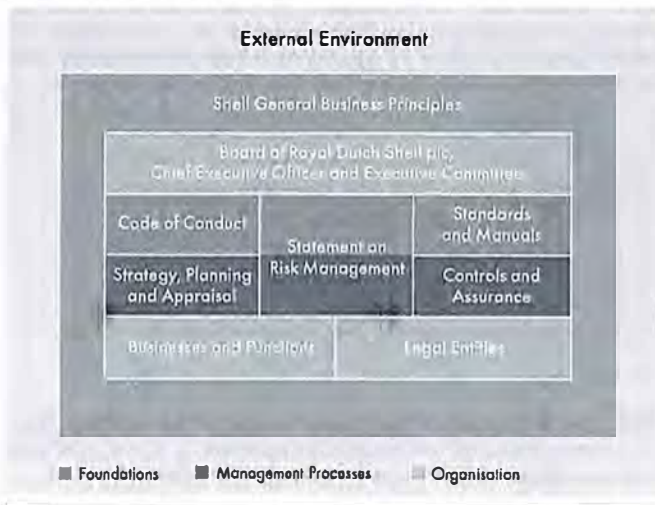 External Environment
Shell General Business Principles
Board of Royal Dutch Shell plc,
Chief Executive Officer and Executive Committee
Code of Conduct
Statement on
Risk Management
Standards
and Manuals
Strategy, Planning
and Appraisal
Controls and
Assurance
Businesses and Functions
Legal Entities
Foundations
Management Processes
Organisation